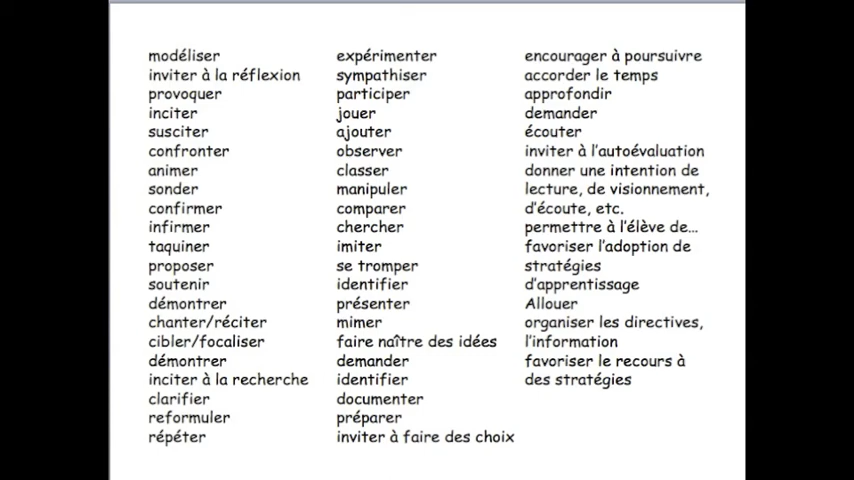 modéliser
inviter à la réflexion
provoquer
inciter
susciter
confronter
animer
sonder
confirmer
infirmer
taquiner
proposer
soutenir
démontrer
chanter/réciter
cibler/focaliser
démontrer
inciter à la recherche
clarifier
reformuler
répéter
expérimenter
sympathiser
participer
jouer
ajouter
observer
classer
manipuler
comparer
chercher
imiter
se tromper
identifier
présenter
mimer
faire naître des idées
demander
identifier
documenter
préparer
inviter à faire des choix
encourager à poursuivre
accorder le temps
approfondir
demander
écouter
inviter à l'autoévaluation
donner une intention de
lecture, de visionnement,
d'écoute, etc.
permettre à l'élève de…
favoriser l'adoption de
stratégies
d'apprentissage
Allouer
organiser les directives,
l'information
favoriser le recours à
des stratégies